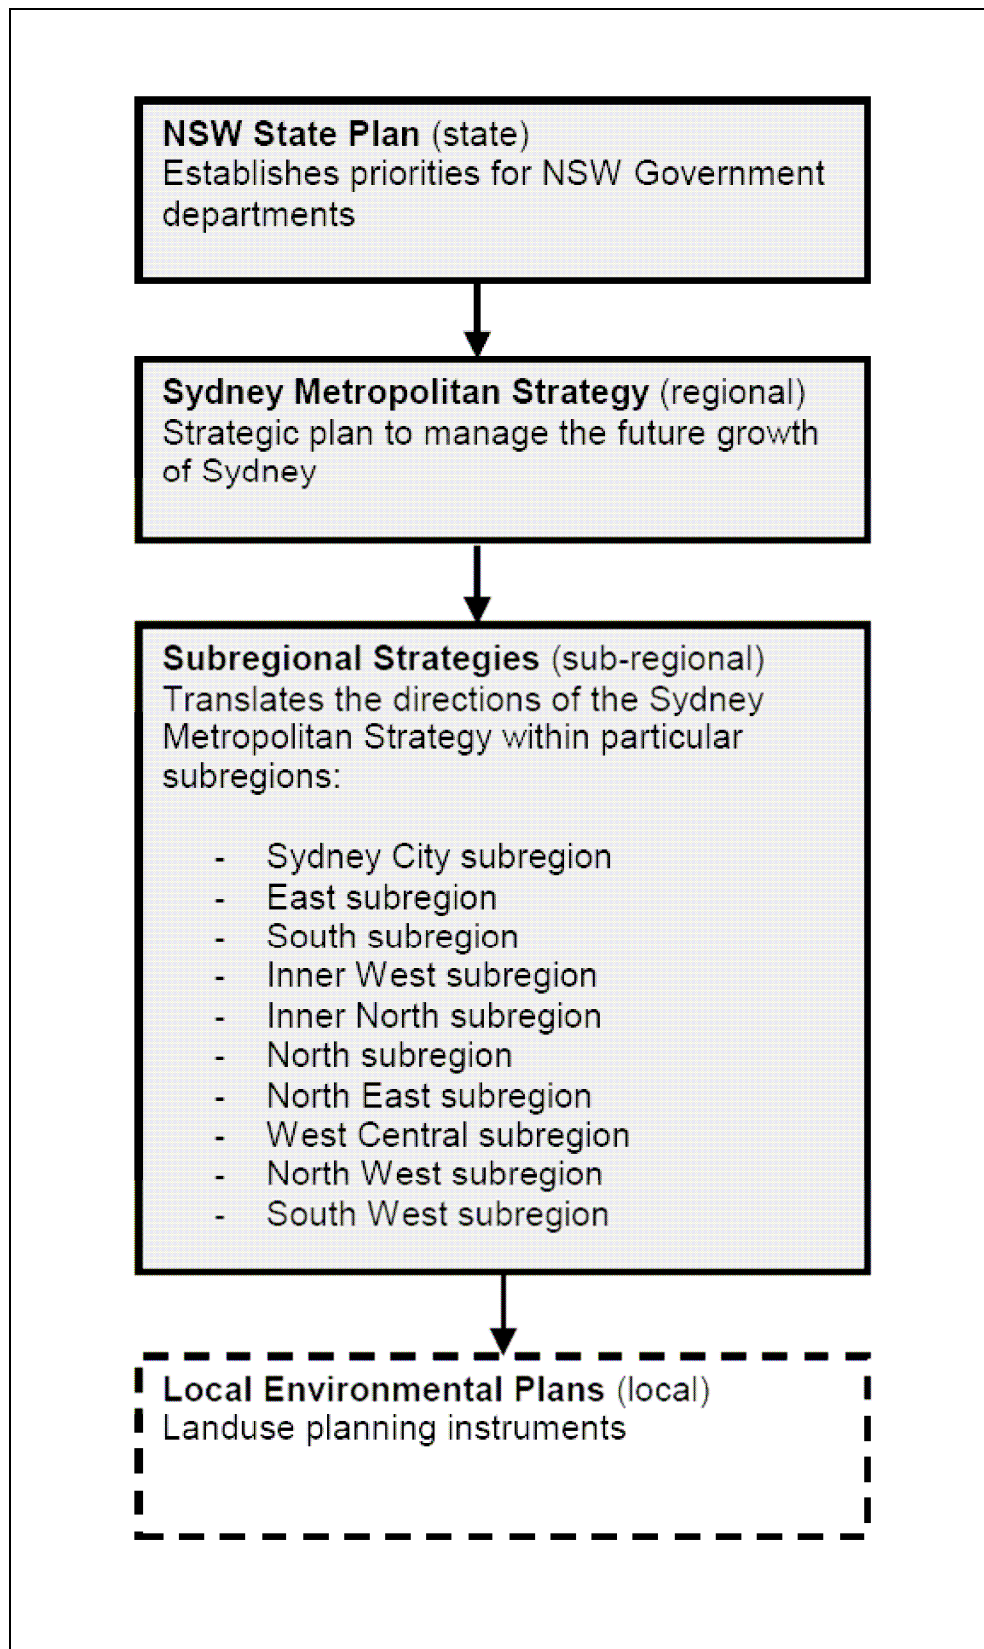 NSW State Plan (state)
Establishes priorities for NSW Government
departments
Sydney Metropolitan Strategy (regional)
Strategic plan to manage the future growth
of Sydney
Subregional Strategies (sub-regional)
Translates the directions of the Sydney
Metropolitan Strategy within particular
subregions:
- Sydney City subregion
- East subregion
- South subregion
- Inner West subregion
- Inner North subregion
- North subregion
- North East subregion
- West Central subregion
- North West subregion
- South West subregion
Local Environmental Plans (local)
Landuse planning instruments